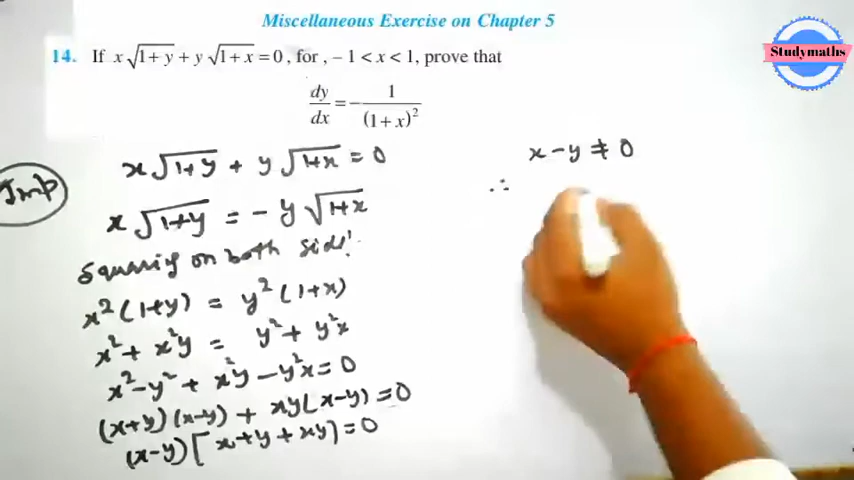 Miscellaneous Exercise on Chapter 5
Studymaths
14. If x√(1+y) + y√(1+x) = 0, for , – 1 < x < 1, prove that
dy/dx = – 1/(1+x)²
Imp
x√(1+y) + y√(1+x) = 0
x√(1+y) = - y√(1+x)
Squaring on both side!
x²(1+y) = y²(1+x)
x² + x²y = y² + y²x
x² - y² + x²y - y²x = 0
(x+y)(x-y) + xy(x-y) = 0
(x-y)[x+y+xy] = 0
x - y ≠ 0
∴